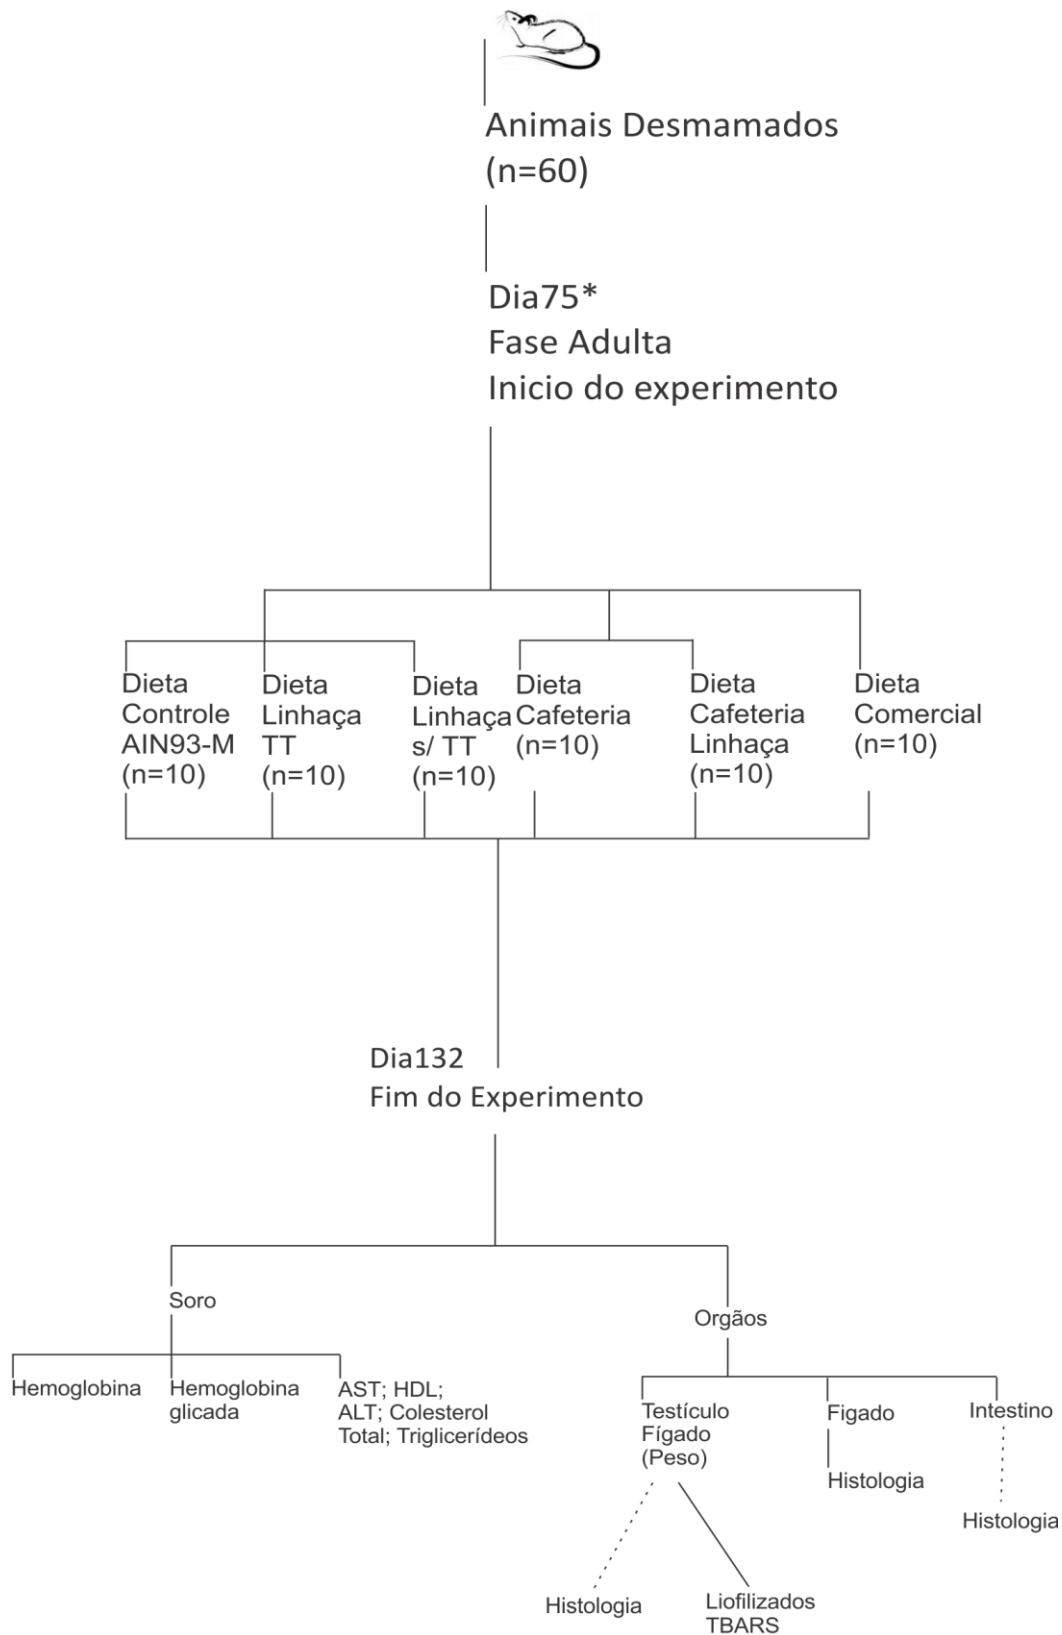 Animais Desmamados
(n=60)
Dia75*
Fase Adulta
Inicio do experimento
Dieta
Controle
AIN93-M
(n=10)
Dieta
Linhaça
TT
(n=10)
Dieta
Linhaça
s/ TT
(n=10)
Dieta
Cafeteria
(n=10)
Dieta
Cafeteria
Linhaça
(n=10)
Dieta
Comercial
(n=10)
Dia132
Fim do Experimento
Soro
Hemoglobina
Hemoglobina
glicada
AST; HDL;
ALT; Colesterol
Total; Triglicerídeos
Orgãos
Testículo
Fígado
(Peso)
Histologia
Liofilizados
TBARS
Figado
Histologia
Intestino
Histologia